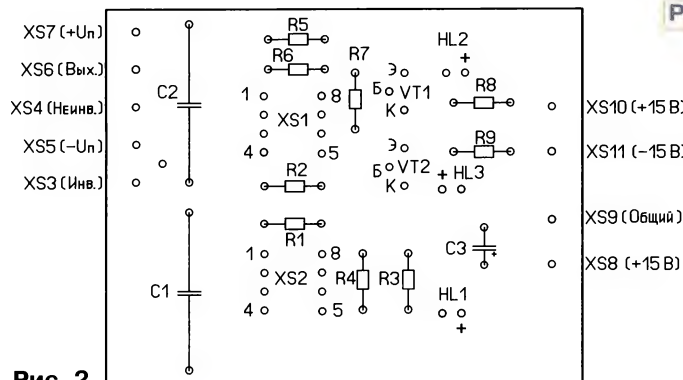 XS7 (+Uп)
XS6 (Вых.)
XS4 (Неинв.)
XS5 (−Uп)
XS3 (Инв.)
C2
R5
R6
R7
1
8
XS1
4
5
R2
R1
Э
Б
VT1
К
Э
Б
VT2
К
HL2
+
R8
R9
+ HL3
XS10 (+15 В)
XS11 (−15 В)
XS9 (Общий)
XS8 (+15 В)
C1
1
8
XS2
4
5
R4
R3
C3
+
HL1
+
Рис. 2